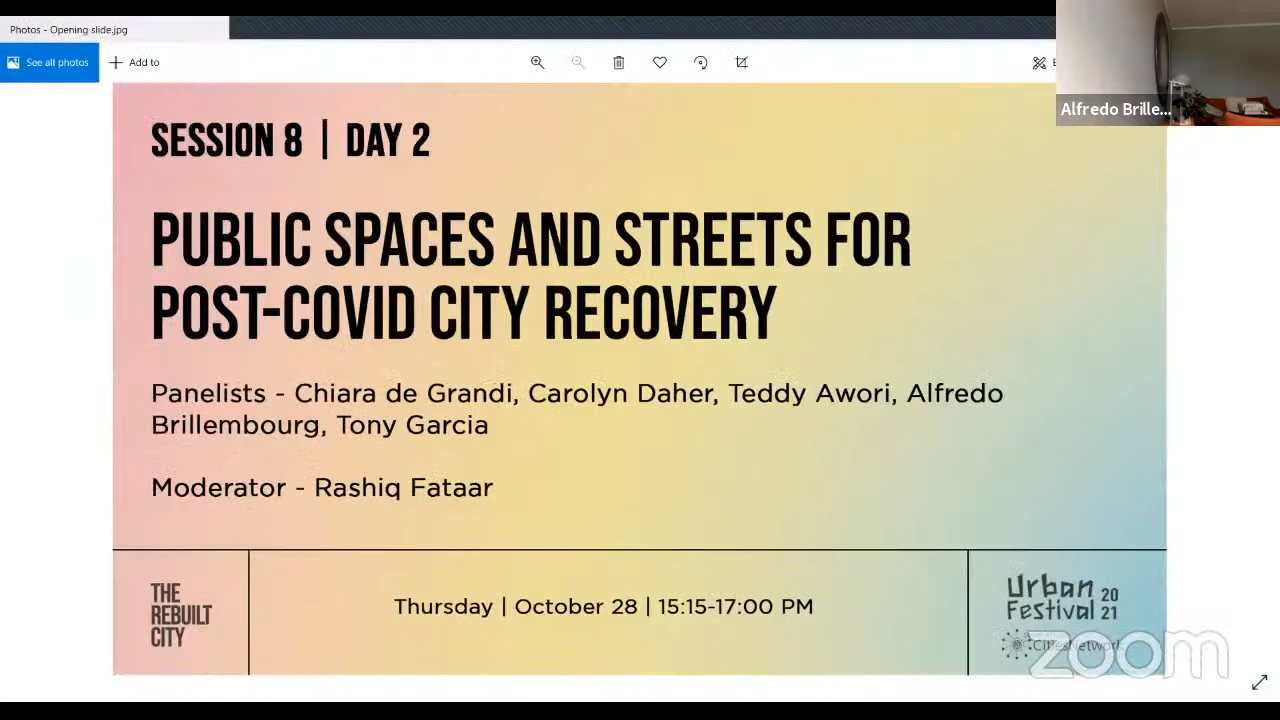 Photos - Opening slide.jpg
See all photos
Add to
Alfredo Brille...
SESSION 8 | DAY 2
PUBLIC SPACES AND STREETS FOR
POST-COVID CITY RECOVERY
Panelists - Chiara de Grandi, Carolyn Daher, Teddy Awori, Alfredo
Brillembourg, Tony Garcia
Moderator - Rashiq Fataar
THE
REBUILT
CITY
Thursday | October 28 | 15:15-17:00 PM
Urban 20
Festival 21
CitiesNetwork
zoom